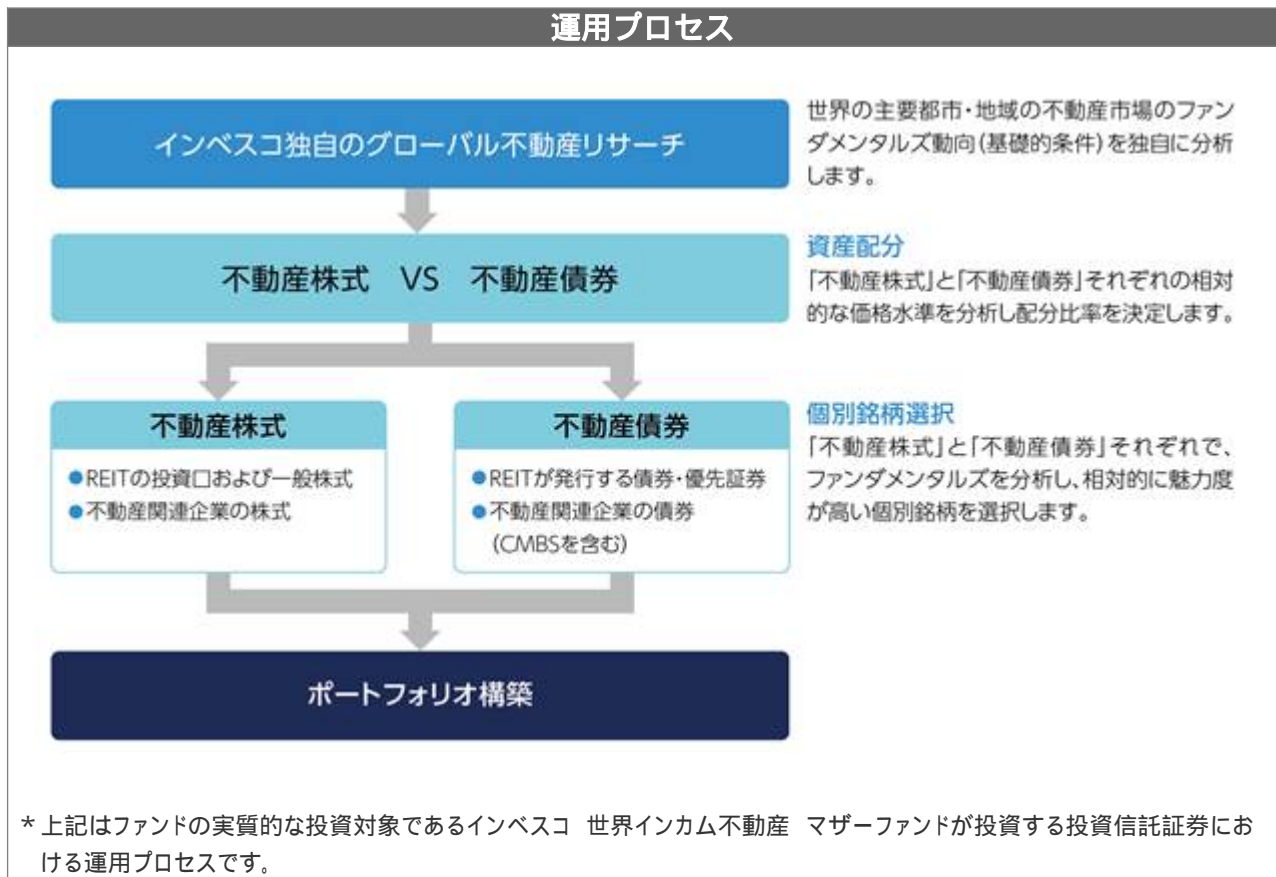 運用プロセス
インベスコ独自のグローバル不動産リサーチ
世界の主要都市・地域の不動産市場のファン
ダメンタルズ動向(基礎的条件)を独自に分析
します。
不動産株式 VS 不動産債券
資産配分
「不動産株式」と「不動産債券」それぞれの相対
的な価格水準を分析し配分比率を決定します。
不動産株式
●REITの投資口および一般株式
●不動産関連企業の株式
不動産債券
●REITが発行する債券・優先証券
●不動産関連企業の債券
(CMBSを含む)
個別銘柄選択
「不動産株式」と「不動産債券」それぞれで、
ファンダメンタルズを分析し、相対的に魅力度
が高い個別銘柄を選択します。
ポートフォリオ構築
* 上記はファンドの実質的な投資対象であるインベスコ 世界インカム不動産 マザーファンドが投資する投資信託証券にお
ける運用プロセスです。